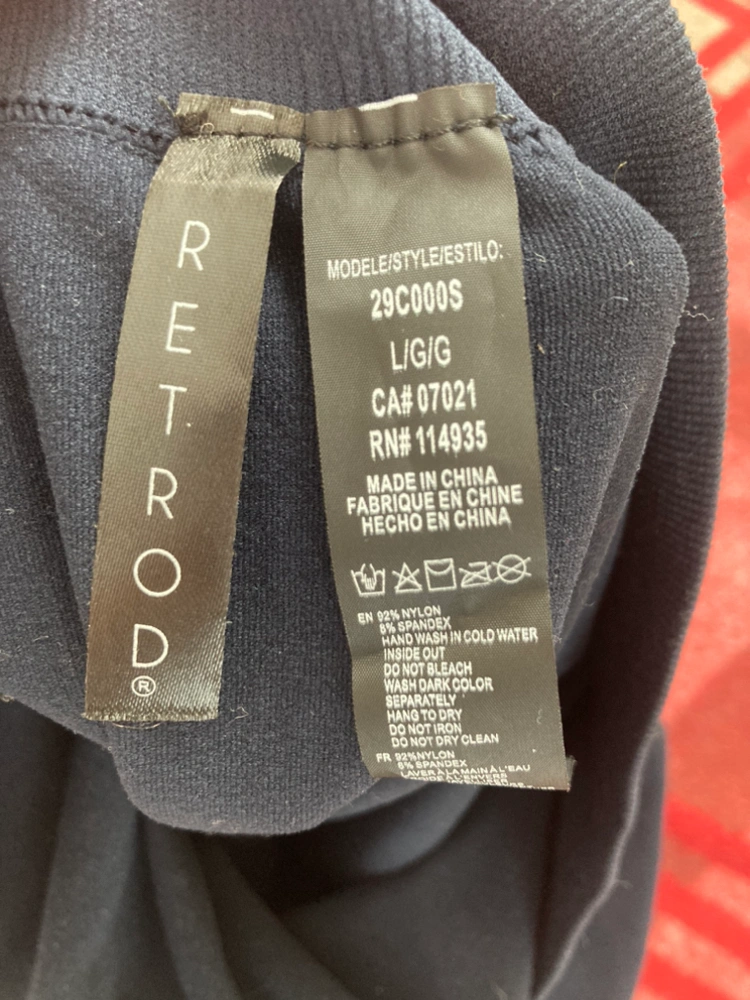 RETROD®
MODELE/STYLE/ESTILO:
29C000S
L/G/G
CA# 07021
RN# 114935
MADE IN CHINA
FABRIQUE EN CHINE
HECHO EN CHINA
EN 92% NYLON
8% SPANDEX
HAND WASH IN COLD WATER
INSIDE OUT
DO NOT BLEACH
WASH DARK COLOR
SEPARATELY
HANG TO DRY
DO NOT IRON
DO NOT DRY CLEAN
FR 92%NYLON
8% SPANDEX
LAVER À LA MAIN À L'EAU
À L'ENVERS